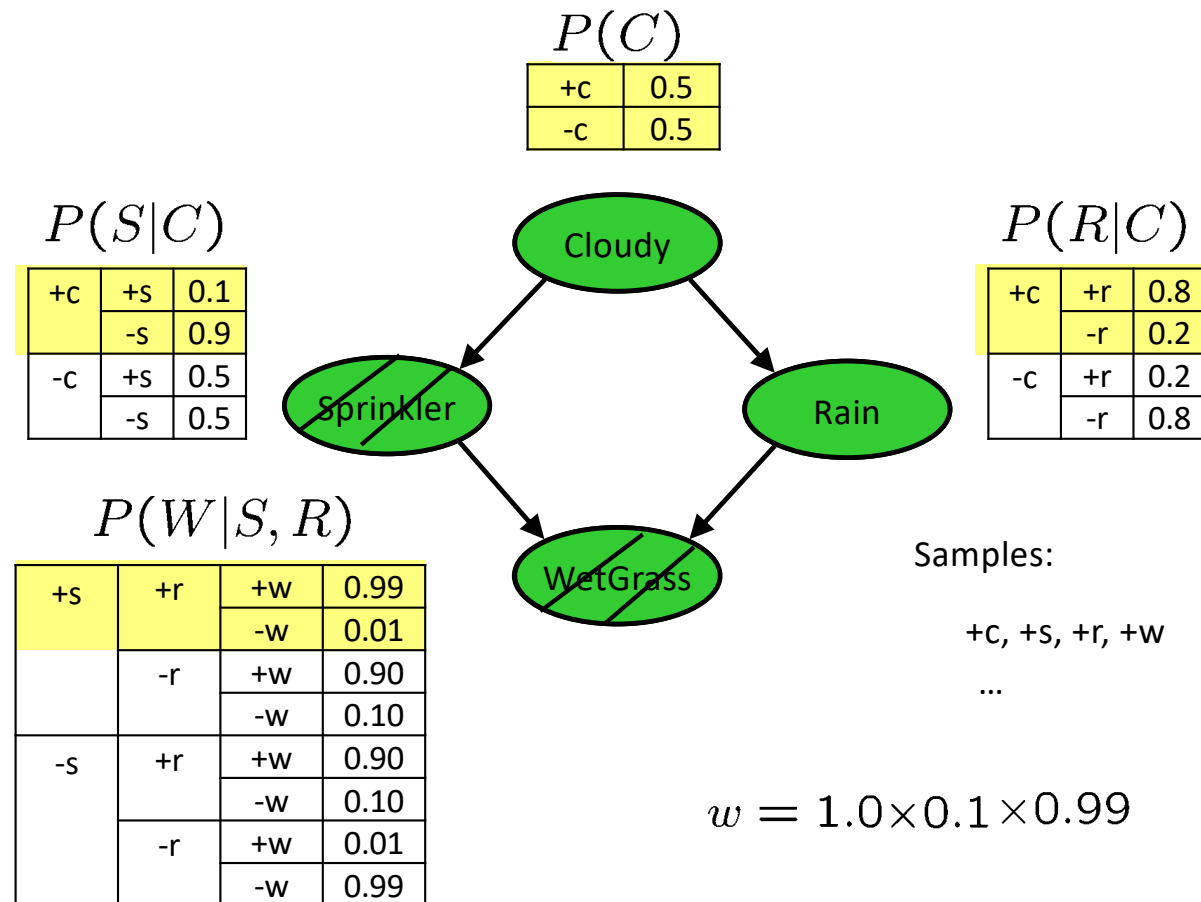 P(C)
+c 0.5
-c 0.5
P(S|C)
+c +s 0.1
-s 0.9
-c +s 0.5
-s 0.5
Cloudy
P(R|C)
+c +r 0.8
-r 0.2
-c +r 0.2
-r 0.8
Sprinkler
Rain
P(W|S, R)
+s +r +w 0.99
-w 0.01
-r +w 0.90
-w 0.10
-s +r +w 0.90
-w 0.10
-r +w 0.01
-w 0.99
WetGrass
Samples:
+c, +s, +r, +w
...
w = 1.0×0.1×0.99